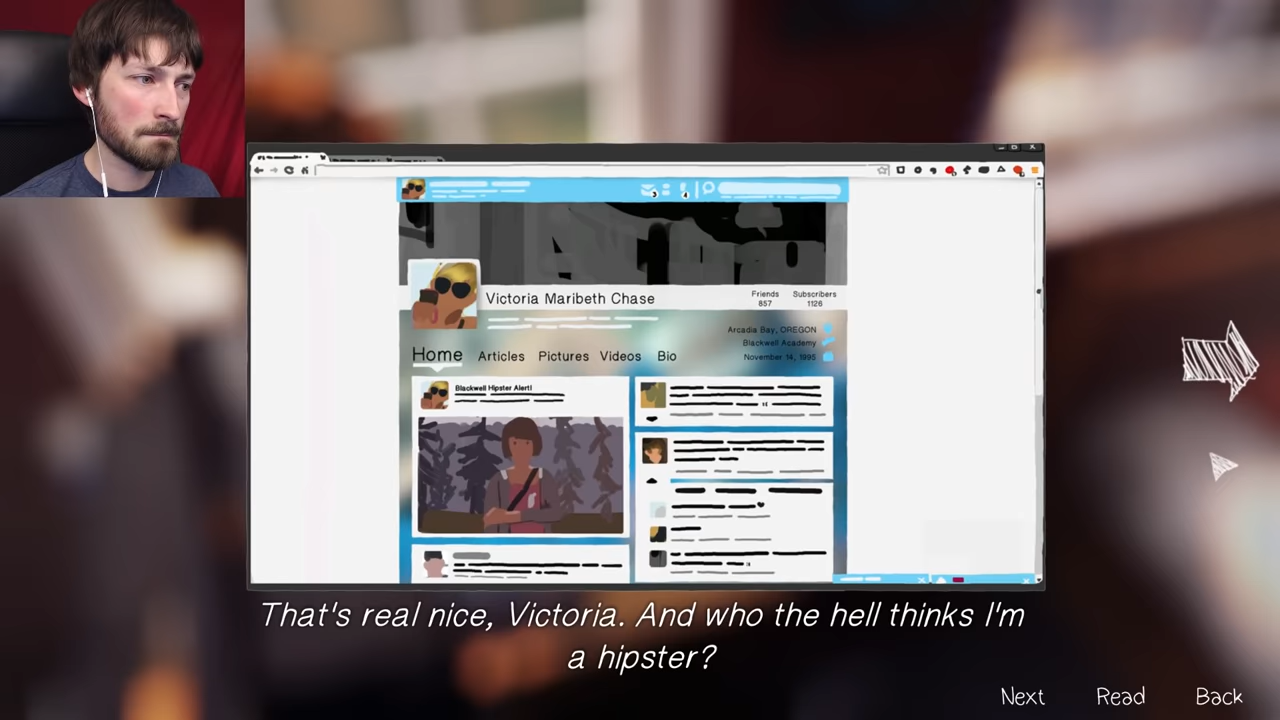 Victoria Maribeth Chase
Friends
857
Subscribers
1126
Arcadia Bay, OREGON
Blackwell Academy
November 14, 1995
Home Articles Pictures Videos Bio
Blackwell Hipster Alert!
That's real nice, Victoria. And who the hell thinks I'm
a hipster?
Next Read Back